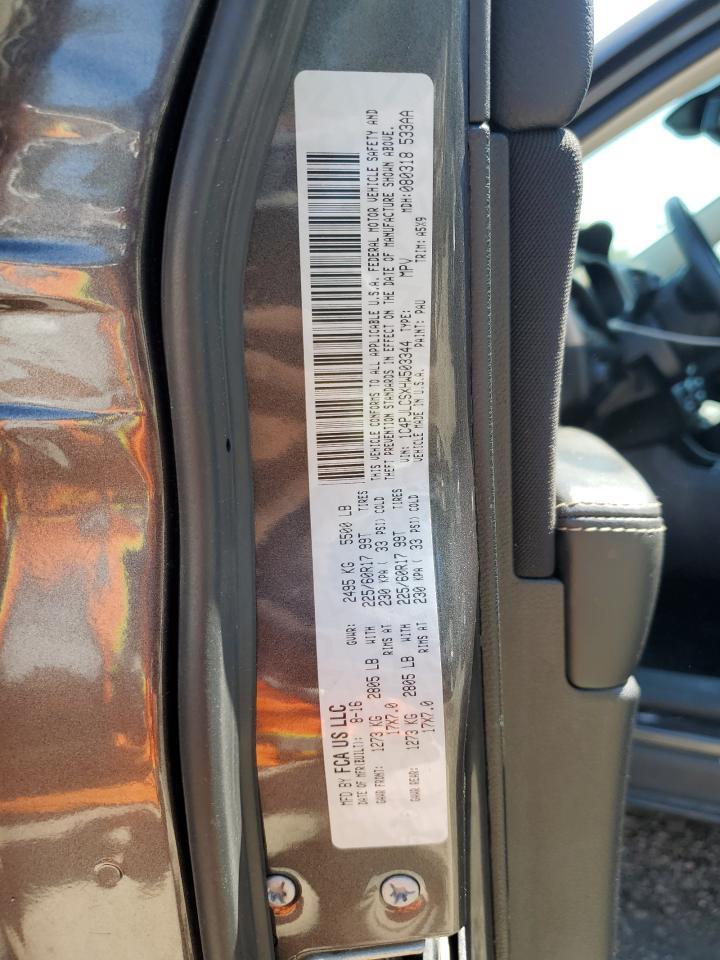 MFD BY FCA US LLC
DATE OF MFR(BUILT): 8-16 GVWR: 2495 KG 5500 LB
GAWR FRONT: 1273 KG 2805 LB WITH 225/60R17 99T TIRES
17X7.0 RIMS AT 230 KPA ( 33 PSI) COLD
GAWR REAR: 1273 KG 2805 LB WITH 225/60R17 99T TIRES
17X7.0 RIMS AT 230 KPA ( 33 PSI) COLD
THIS VEHICLE CONFORMS TO ALL APPLICABLE U.S.A. FEDERAL MOTOR VEHICLE SAFETY AND
THEFT PREVENTION STANDARDS IN EFFECT ON THE DATE OF MANUFACTURE SHOWN ABOVE.
VIN: 1C4PJLCSXHW503344 TYPE: MPV MDH:080318 533AA
VEHICLE MADE IN U.S.A. PAINT: PAU TRIM: A5X9